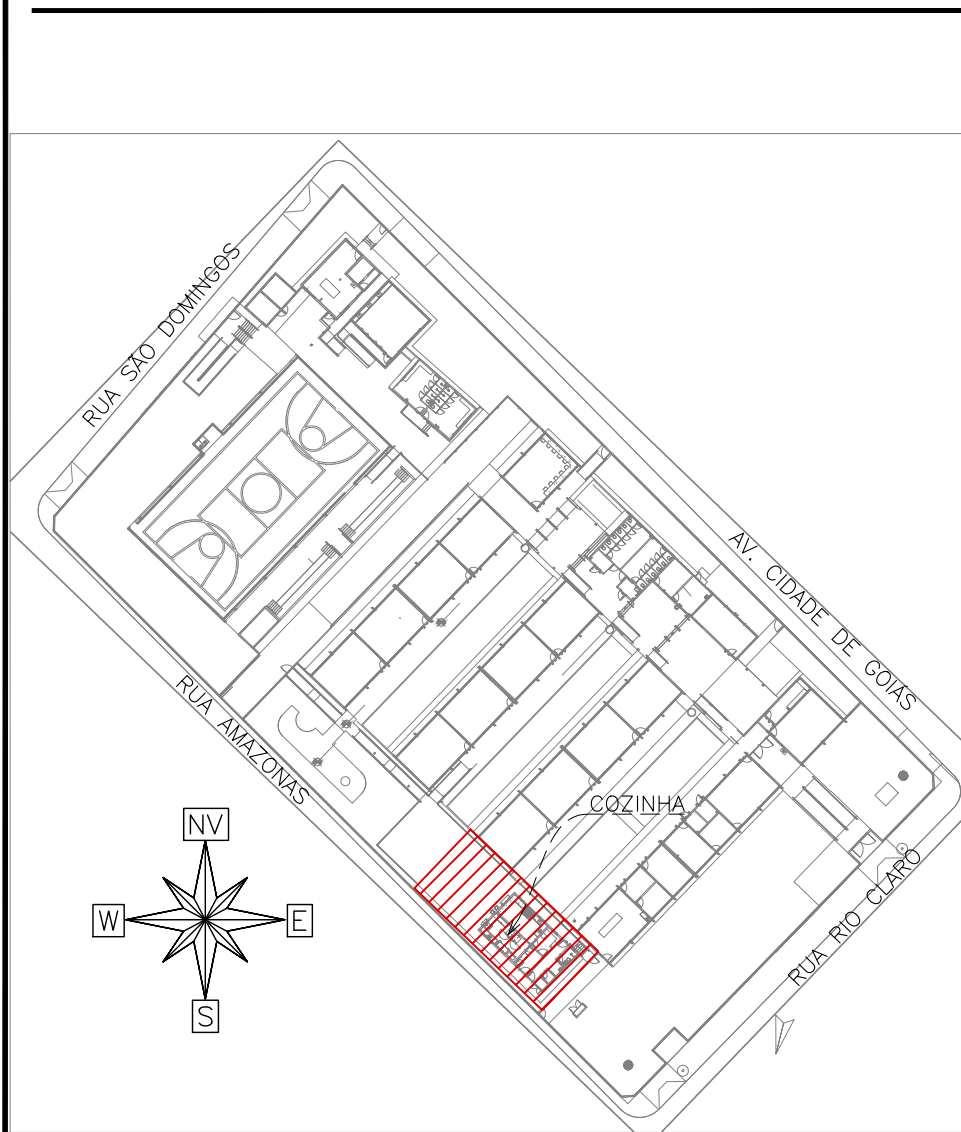 RUA SÃO DOMINGOS
AV. CIDADE DE GOIÁS
RUA AMAZONAS
COZINHA
NV
W
E
S
RUA RIO CLARO